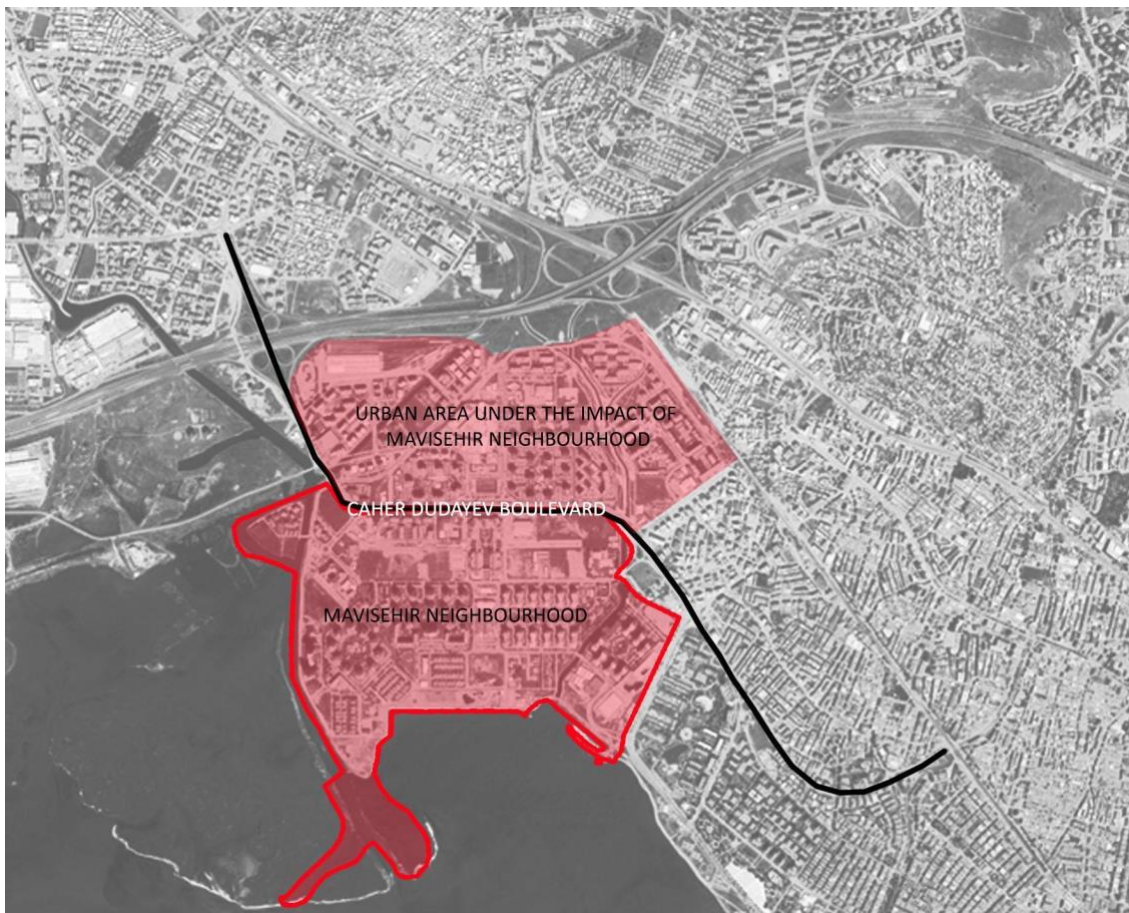 URBAN AREA UNDER THE IMPACT OF
MAVISEHIR NEIGHBOURHOOD
CAHER DUDAYEV BOULEVARD
MAVISEHIR NEIGHBOURHOOD